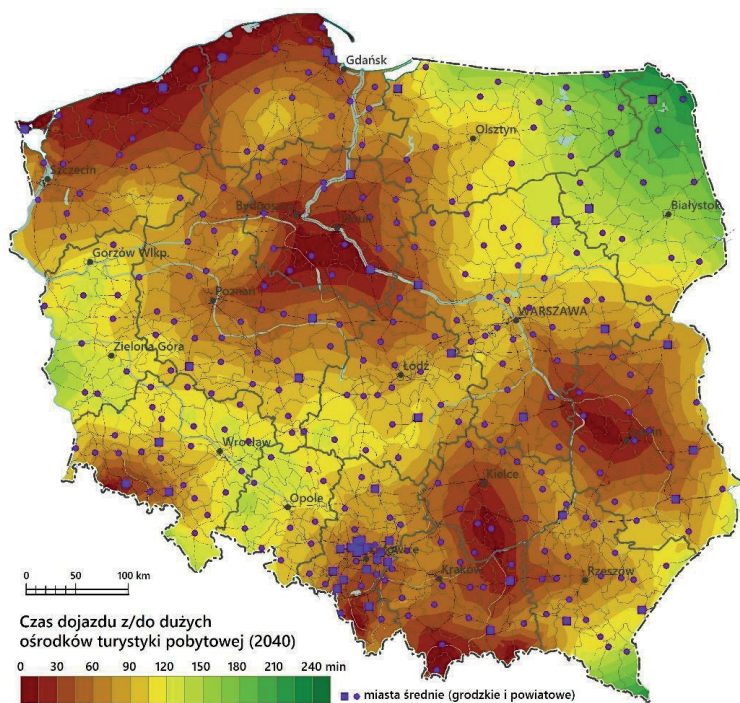 Gdańsk
Olsztyn
Szczecin
Białystok
Gorzów Wlkp.
Poznań
WARSZAWA
Zielona Góra
Łódź
Wrocław
Kielce
Opole
Kraków
Rzeszów
0 50 100 km
Czas dojazdu z/do dużych
ośrodków turystyki pobytowej (2040)
0 30 60 90 120 150 180 210 240 min
miasta średnie (grodzkie i powiatowe)